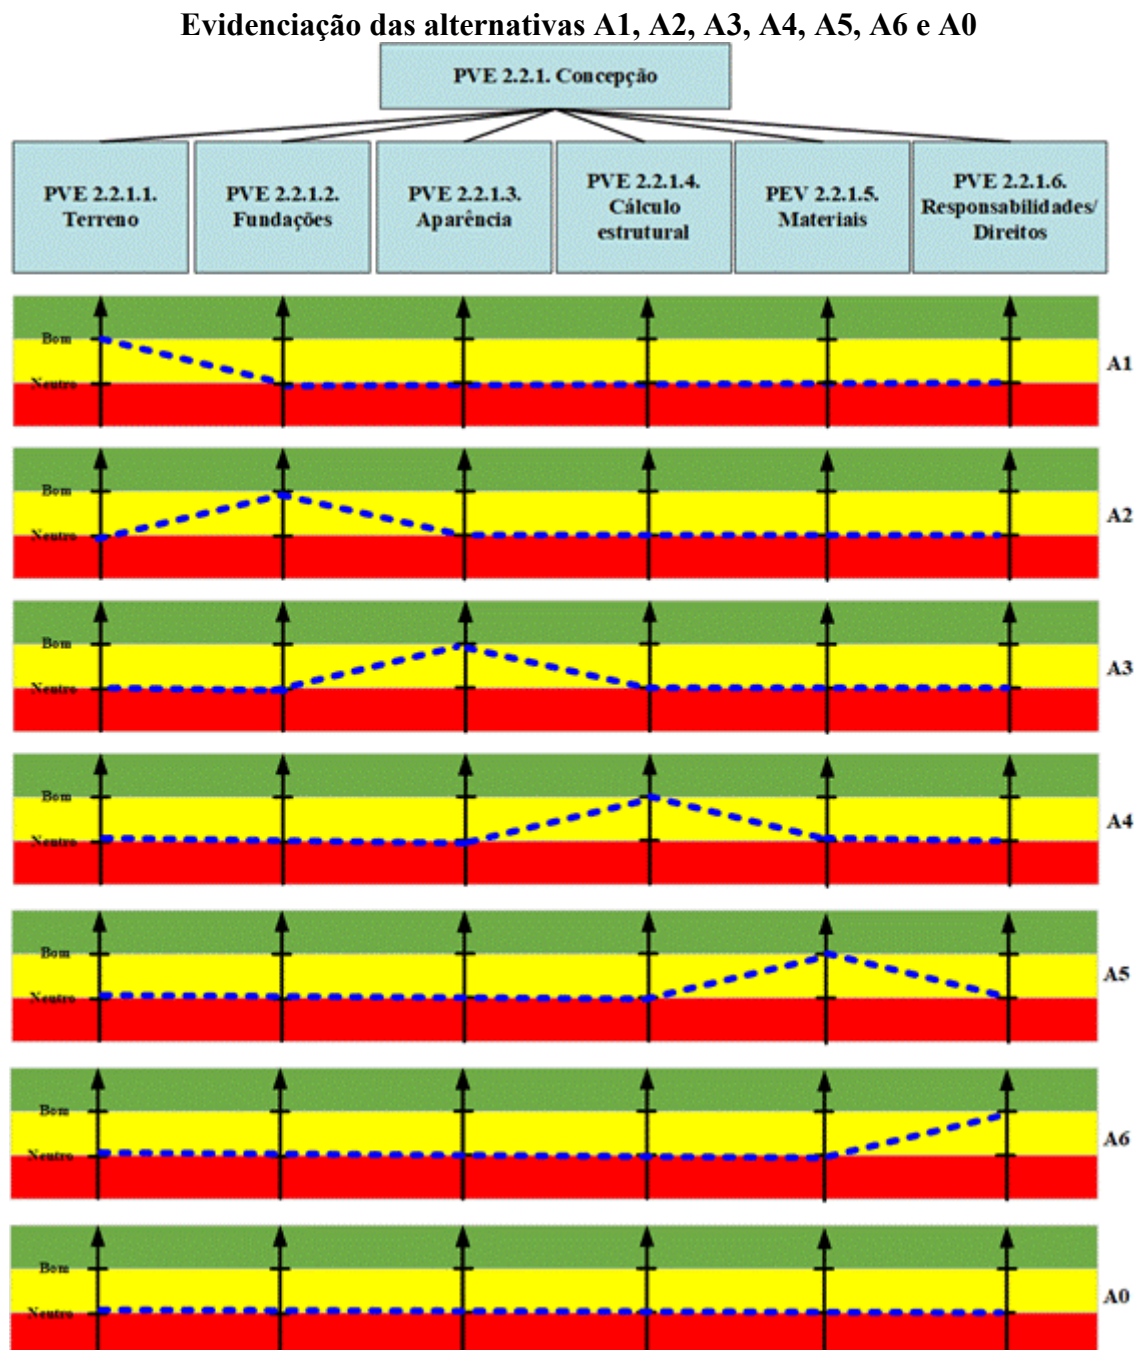 Evidenciação das alternativas A1, A2, A3, A4, A5, A6 e A0
PVE 2.2.1. Concepção
PVE 2.2.1.1.
Terreno
PVE 2.2.1.2.
Fundações
PVE 2.2.1.3.
Aparência
PVE 2.2.1.4.
Cálculo
estrutural
PEV 2.2.1.5.
Materiais
PVE 2.2.1.6.
Responsabilidades/
Direitos
Bom
Neutro
A1
Bom
Neutro
A2
Bom
Neutro
A3
Bom
Neutro
A4
Bom
Neutro
A5
Bom
Neutro
A6
Bom
Neutro
A0